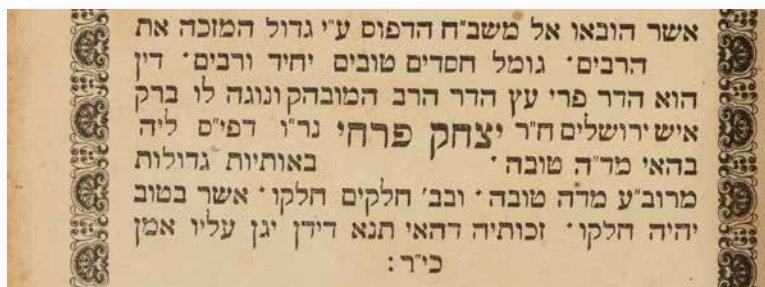 אשר הובאו אל משב"ח הדפוס ע"י גדול המזכה את
הרבים· גומל חסדים טובים יחיד ורבים· דין
הוא הדר פרי עץ הדר הרב המובהק ונוגה לו ברק
איש ירושלים ח"ר יצחק פרחי נר"ו דפי"ס ליה
בהאי מד"ה טובה· באותיות גדולות
מרוב"ע מדה טובה· ובב' חלקים חלקו· אשר בטוב
יהיה חלקו· זכותיה דהאי תנא דידן יגן עליו אמן
כי"ר: